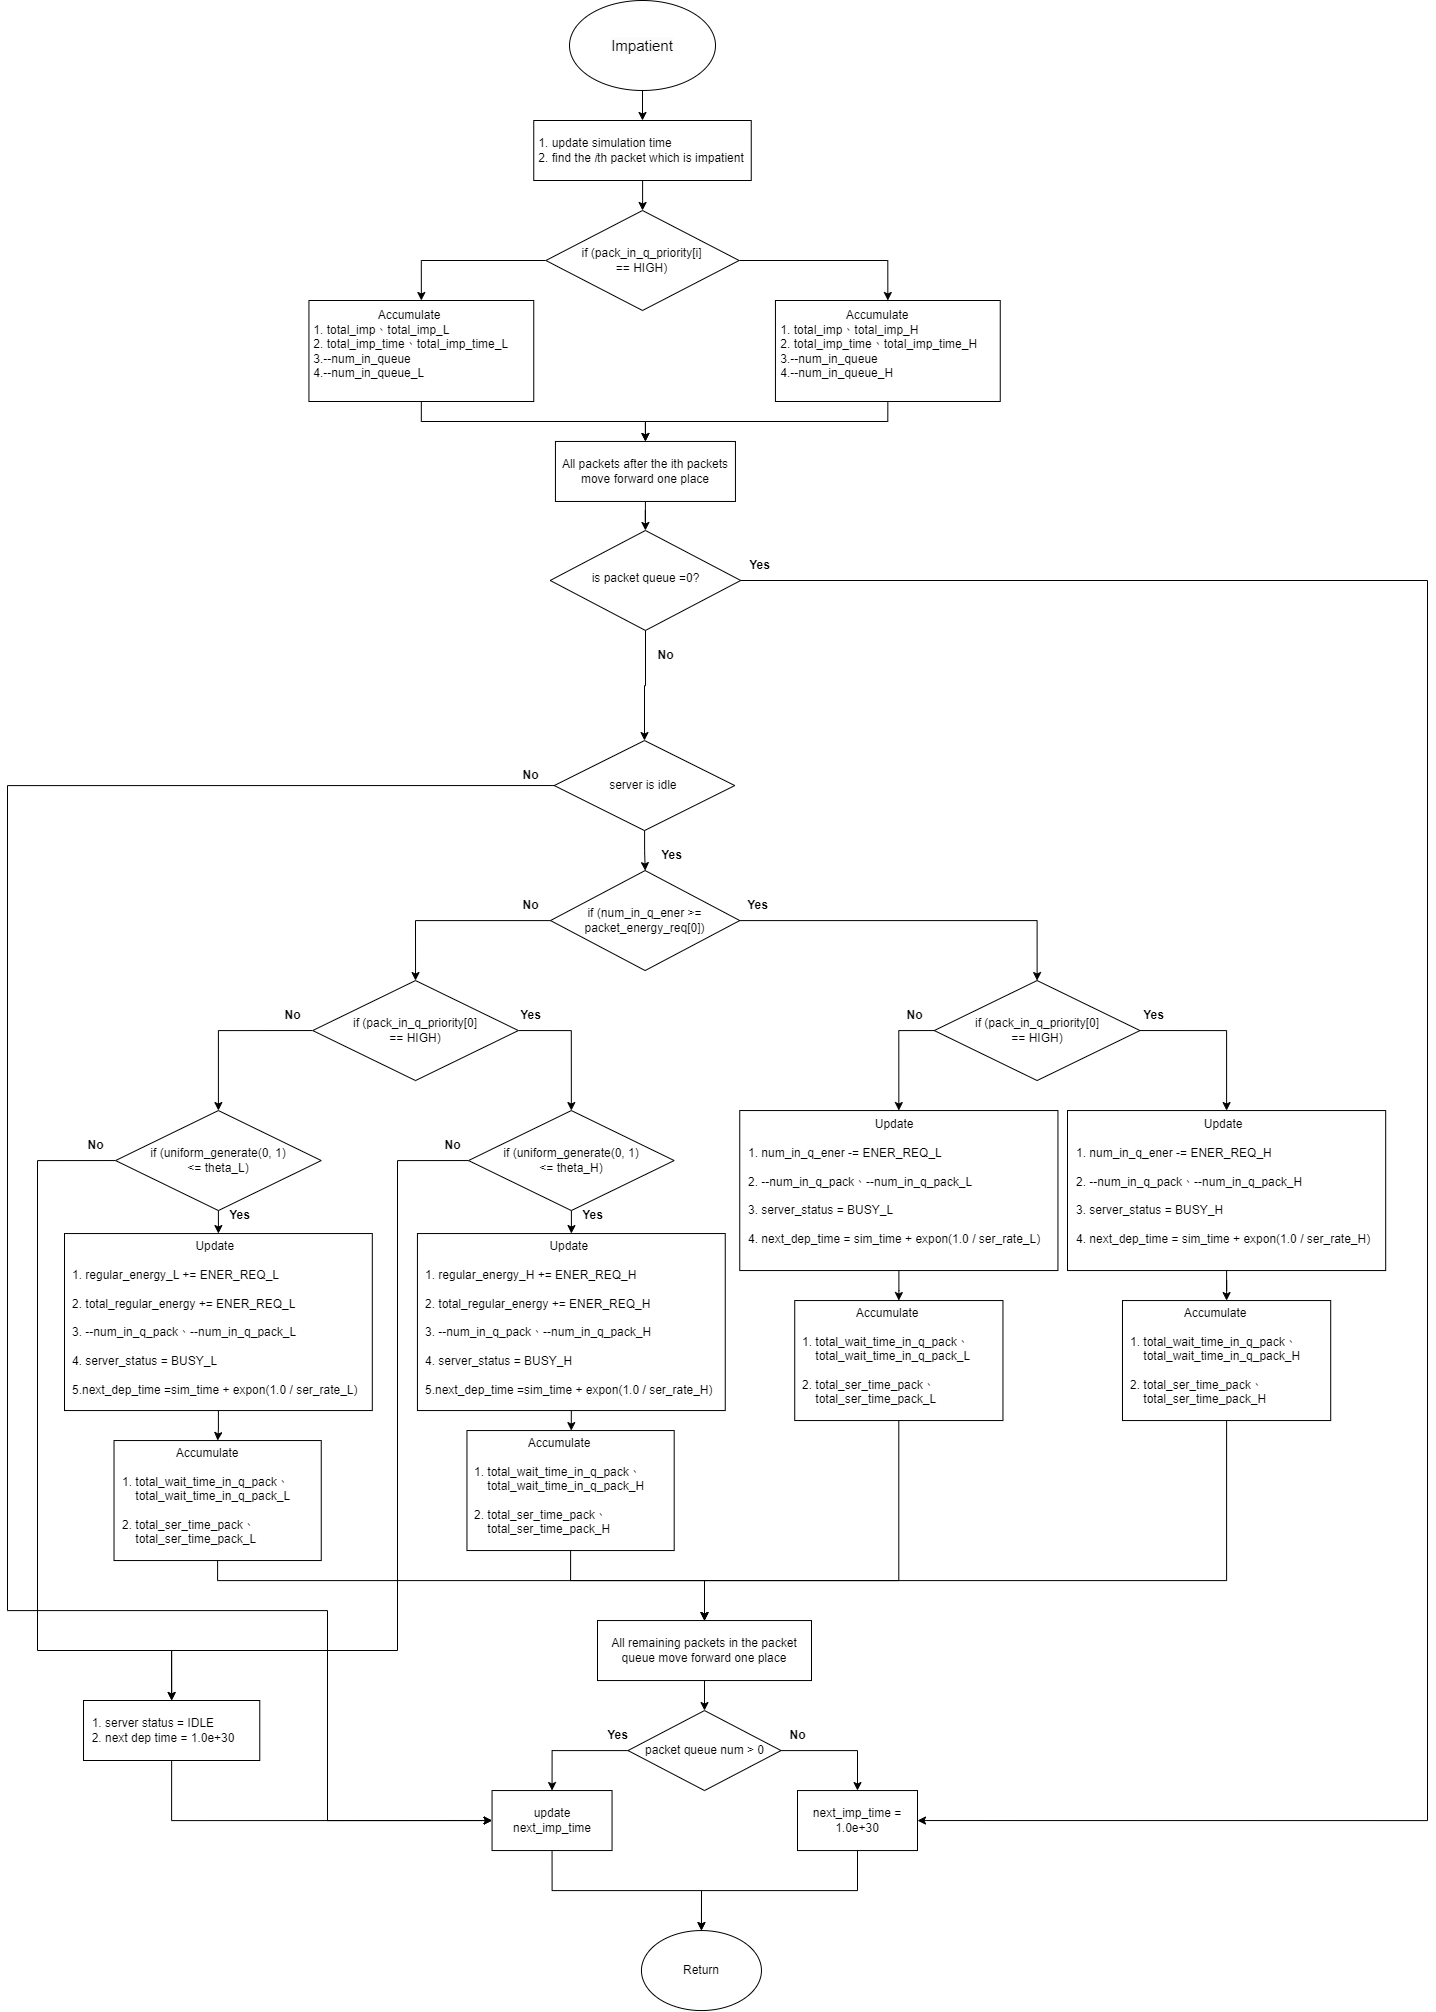 Impatient
1. update simulation time
2. find the ith packet which is impatient
if (pack_in_q_priority[i]
== HIGH)
Accumulate
1. total_imp、total_imp_L
2. total_imp_time、total_imp_time_L
3.--num_in_queue
4.--num_in_queue_L
Accumulate
1. total_imp、total_imp_H
2. total_imp_time、total_imp_time_H
3.--num_in_queue
4.--num_in_queue_H
All packets after the ith packets
move forward one place
is packet queue =0?
Yes
No
server is idle
No
Yes
if (num_in_q_ener >=
packet_energy_req[0])
No
Yes
if (pack_in_q_priority[0]
== HIGH)
No
Yes
if (pack_in_q_priority[0]
== HIGH)
No
Yes
if (uniform_generate(0, 1)
<= theta_L)
No
Yes
if (uniform_generate(0, 1)
<= theta_H)
No
Yes
Update
1. num_in_q_ener -= ENER_REQ_L
2. --num_in_q_pack、--num_in_q_pack_L
3. server_status = BUSY_L
4. next_dep_time = sim_time + expon(1.0 / ser_rate_L)
Update
1. num_in_q_ener -= ENER_REQ_H
2. --num_in_q_pack、--num_in_q_pack_H
3. server_status = BUSY_H
4. next_dep_time = sim_time + expon(1.0 / ser_rate_H)
Update
1. regular_energy_L += ENER_REQ_L
2. total_regular_energy += ENER_REQ_L
3. --num_in_q_pack、--num_in_q_pack_L
4. server_status = BUSY_L
5.next_dep_time =sim_time + expon(1.0 / ser_rate_L)
Update
1. regular_energy_H += ENER_REQ_H
2. total_regular_energy += ENER_REQ_H
3. --num_in_q_pack、--num_in_q_pack_H
4. server_status = BUSY_H
5.next_dep_time =sim_time + expon(1.0 / ser_rate_H)
Accumulate
1. total_wait_time_in_q_pack、
total_wait_time_in_q_pack_L
2. total_ser_time_pack、
total_ser_time_pack_L
Accumulate
1. total_wait_time_in_q_pack、
total_wait_time_in_q_pack_H
2. total_ser_time_pack、
total_ser_time_pack_H
Accumulate
1. total_wait_time_in_q_pack、
total_wait_time_in_q_pack_L
2. total_ser_time_pack、
total_ser_time_pack_L
Accumulate
1. total_wait_time_in_q_pack、
total_wait_time_in_q_pack_H
2. total_ser_time_pack、
total_ser_time_pack_H
All remaining packets in the packet
queue move forward one place
1. server status = IDLE
2. next dep time = 1.0e+30
packet queue num > 0
Yes
No
update
next_imp_time
next_imp_time =
1.0e+30
Return